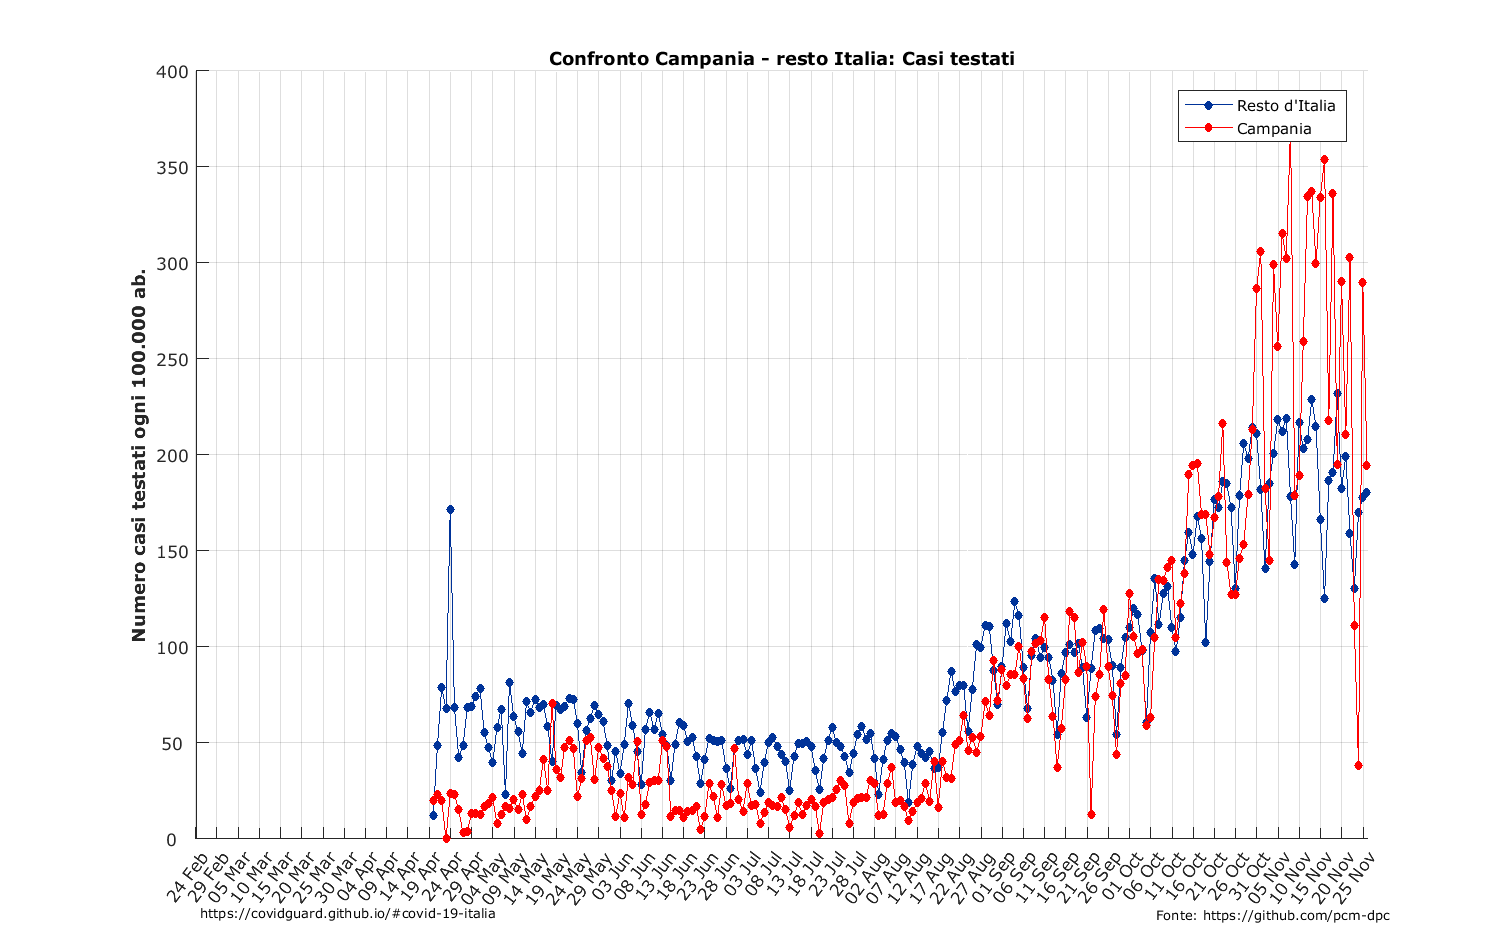 Confronto Campania - resto Italia: Casi testati
Resto d'Italia
Campania
Numero casi testati ogni 100.000 ab.
400
350
300
250
200
150
100
50
0
24 Feb
29 Feb
05 Mar
10 Mar
15 Mar
20 Mar
25 Mar
30 Mar
04 Apr
09 Apr
14 Apr
19 Apr
24 Apr
29 Apr
04 May
09 May
14 May
19 May
24 May
29 May
03 Jun
08 Jun
13 Jun
18 Jun
23 Jun
28 Jun
03 Jul
08 Jul
13 Jul
18 Jul
23 Jul
28 Jul
02 Aug
07 Aug
12 Aug
17 Aug
22 Aug
27 Aug
01 Sep
06 Sep
11 Sep
16 Sep
21 Sep
26 Sep
01 Oct
06 Oct
11 Oct
16 Oct
21 Oct
26 Oct
31 Oct
05 Nov
10 Nov
15 Nov
20 Nov
25 Nov
https://covidguard.github.io/#covid-19-italia
Fonte: https://github.com/pcm-dpc